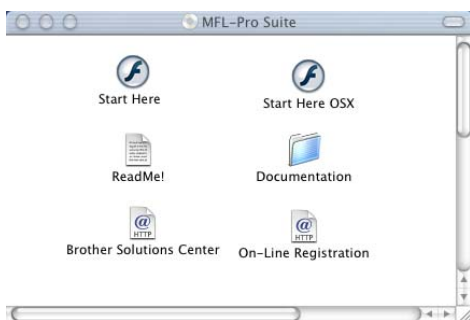 MFL-Pro Suite
Start Here
Start Here OSX
ReadMe!
Documentation
HTTP
HTTP
Brother Solutions Center
On-Line Registration